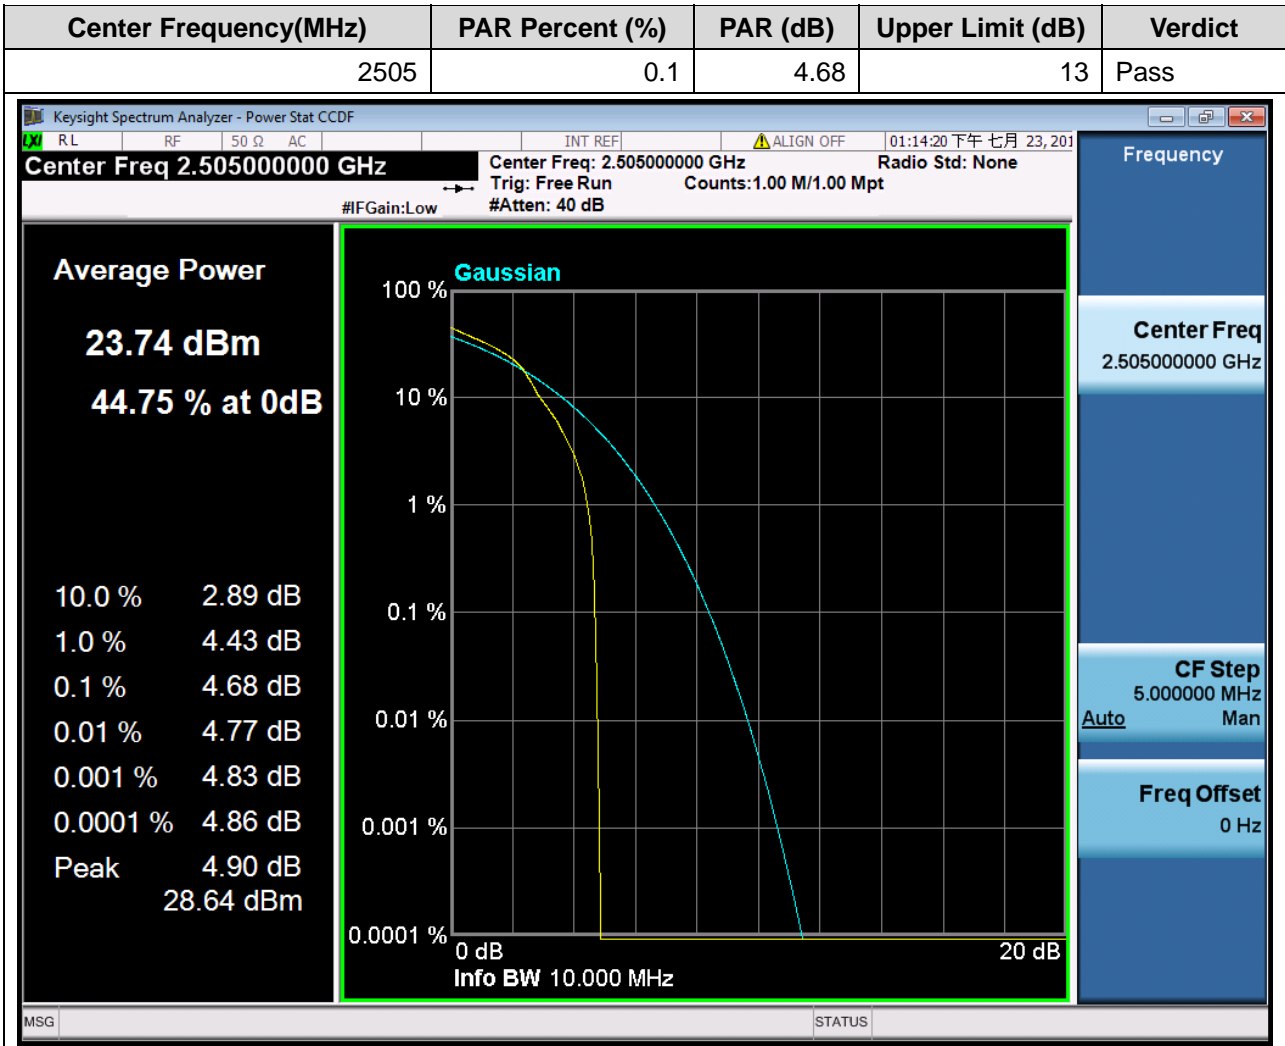 Center Frequency(MHz) PAR Percent (%) PAR (dB) Upper Limit (dB) Verdict
2505 0.1 4.68 13 Pass
Keysight Spectrum Analyzer - Power Stat CCDF
LXI RL RF 50 Ω AC INT REF ALIGN OFF 01:14:20 下午 七月 23, 201
Center Freq 2.505000000 GHz
Center Freq: 2.505000000 GHz Radio Std: None
Trig: Free Run Counts:1.00 M/1.00 Mpt
#IFGain:Low #Atten: 40 dB
Frequency
Average Power
23.74 dBm
44.75 % at 0dB
10.0 % 2.89 dB
1.0 % 4.43 dB
0.1 % 4.68 dB
0.01 % 4.77 dB
0.001 % 4.83 dB
0.0001 % 4.86 dB
Peak 4.90 dB
28.64 dBm
Gaussian
100 %
10 %
1 %
0.1 %
0.01 %
0.001 %
0.0001 %
0 dB 20 dB
Info BW 10.000 MHz
Center Freq
2.505000000 GHz
CF Step
5.000000 MHz
Auto Man
Freq Offset
0 Hz
MSG STATUS